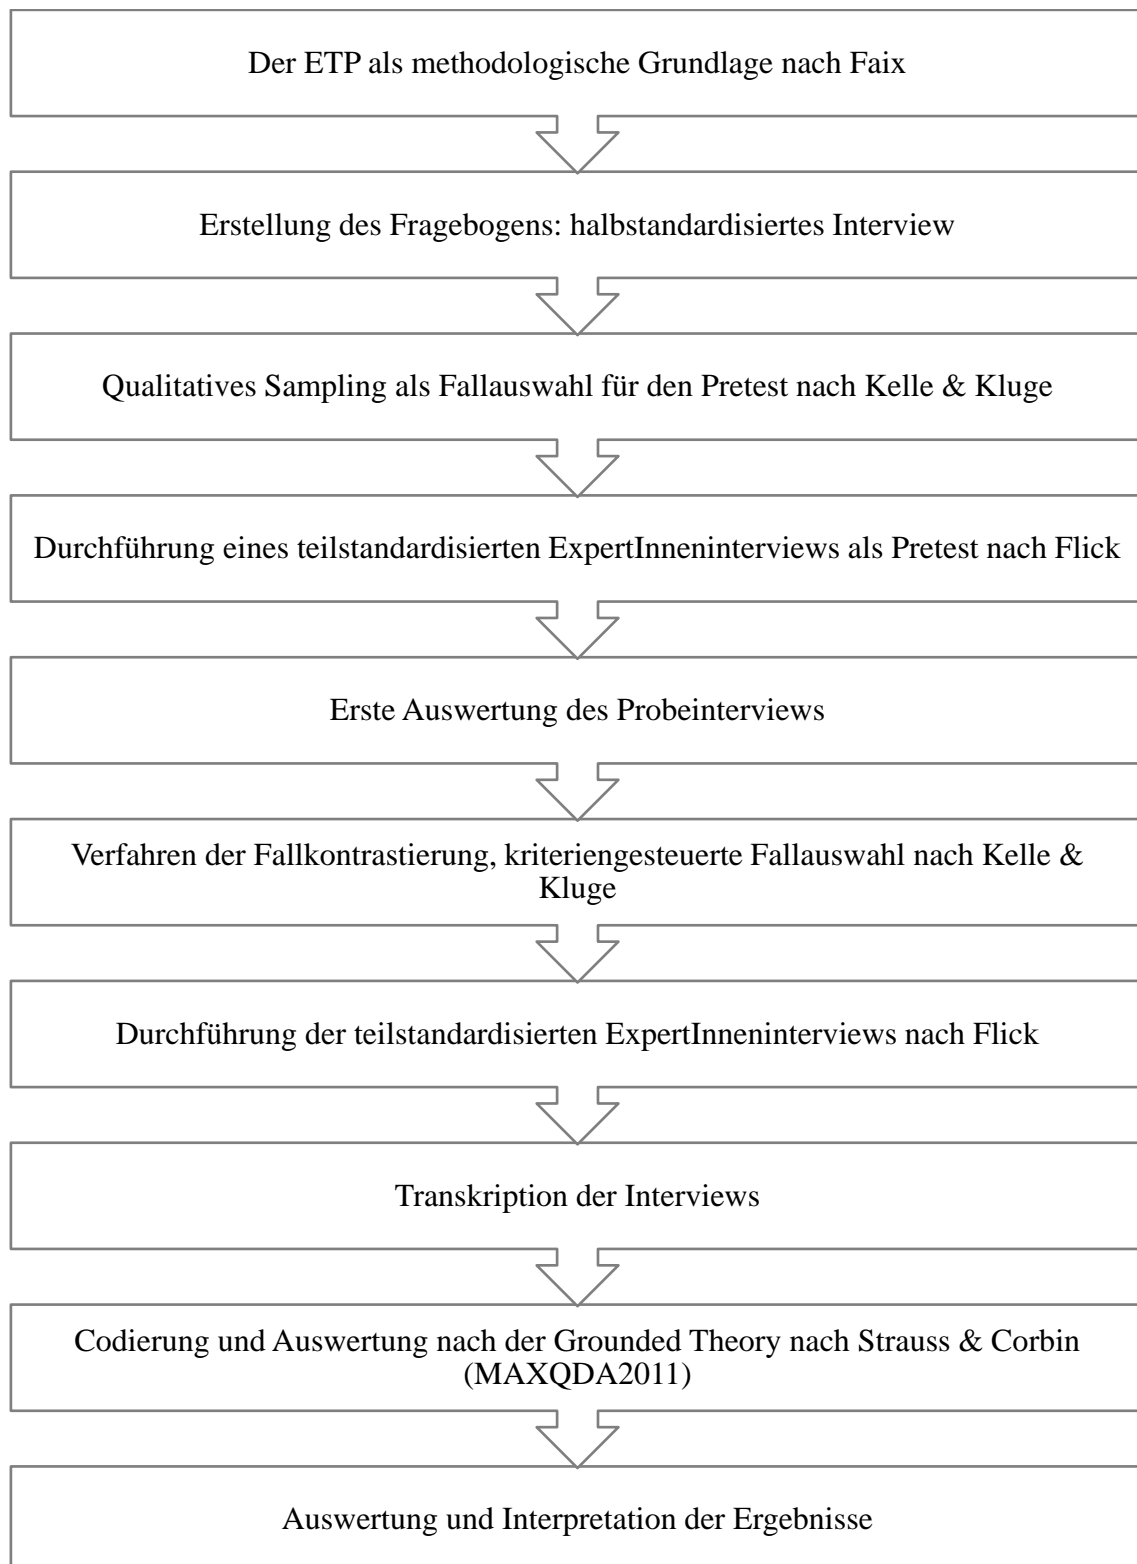 Der ETP als methodologische Grundlage nach Faix
Erstellung des Fragebogens: halbstandardisiertes Interview
Qualitatives Sampling als Fallauswahl für den Pretest nach Kelle & Kluge
Durchführung eines teilstandardisierten ExpertInneninterviews als Pretest nach Flick
Erste Auswertung des Probeinterviews
Verfahren der Fallkontrastierung, kriteriengesteuerte Fallauswahl nach Kelle &
Kluge
Durchführung der teilstandardisierten ExpertInneninterviews nach Flick
Transkription der Interviews
Codierung und Auswertung nach der Grounded Theory nach Strauss & Corbin
(MAXQDA2011)
Auswertung und Interpretation der Ergebnisse